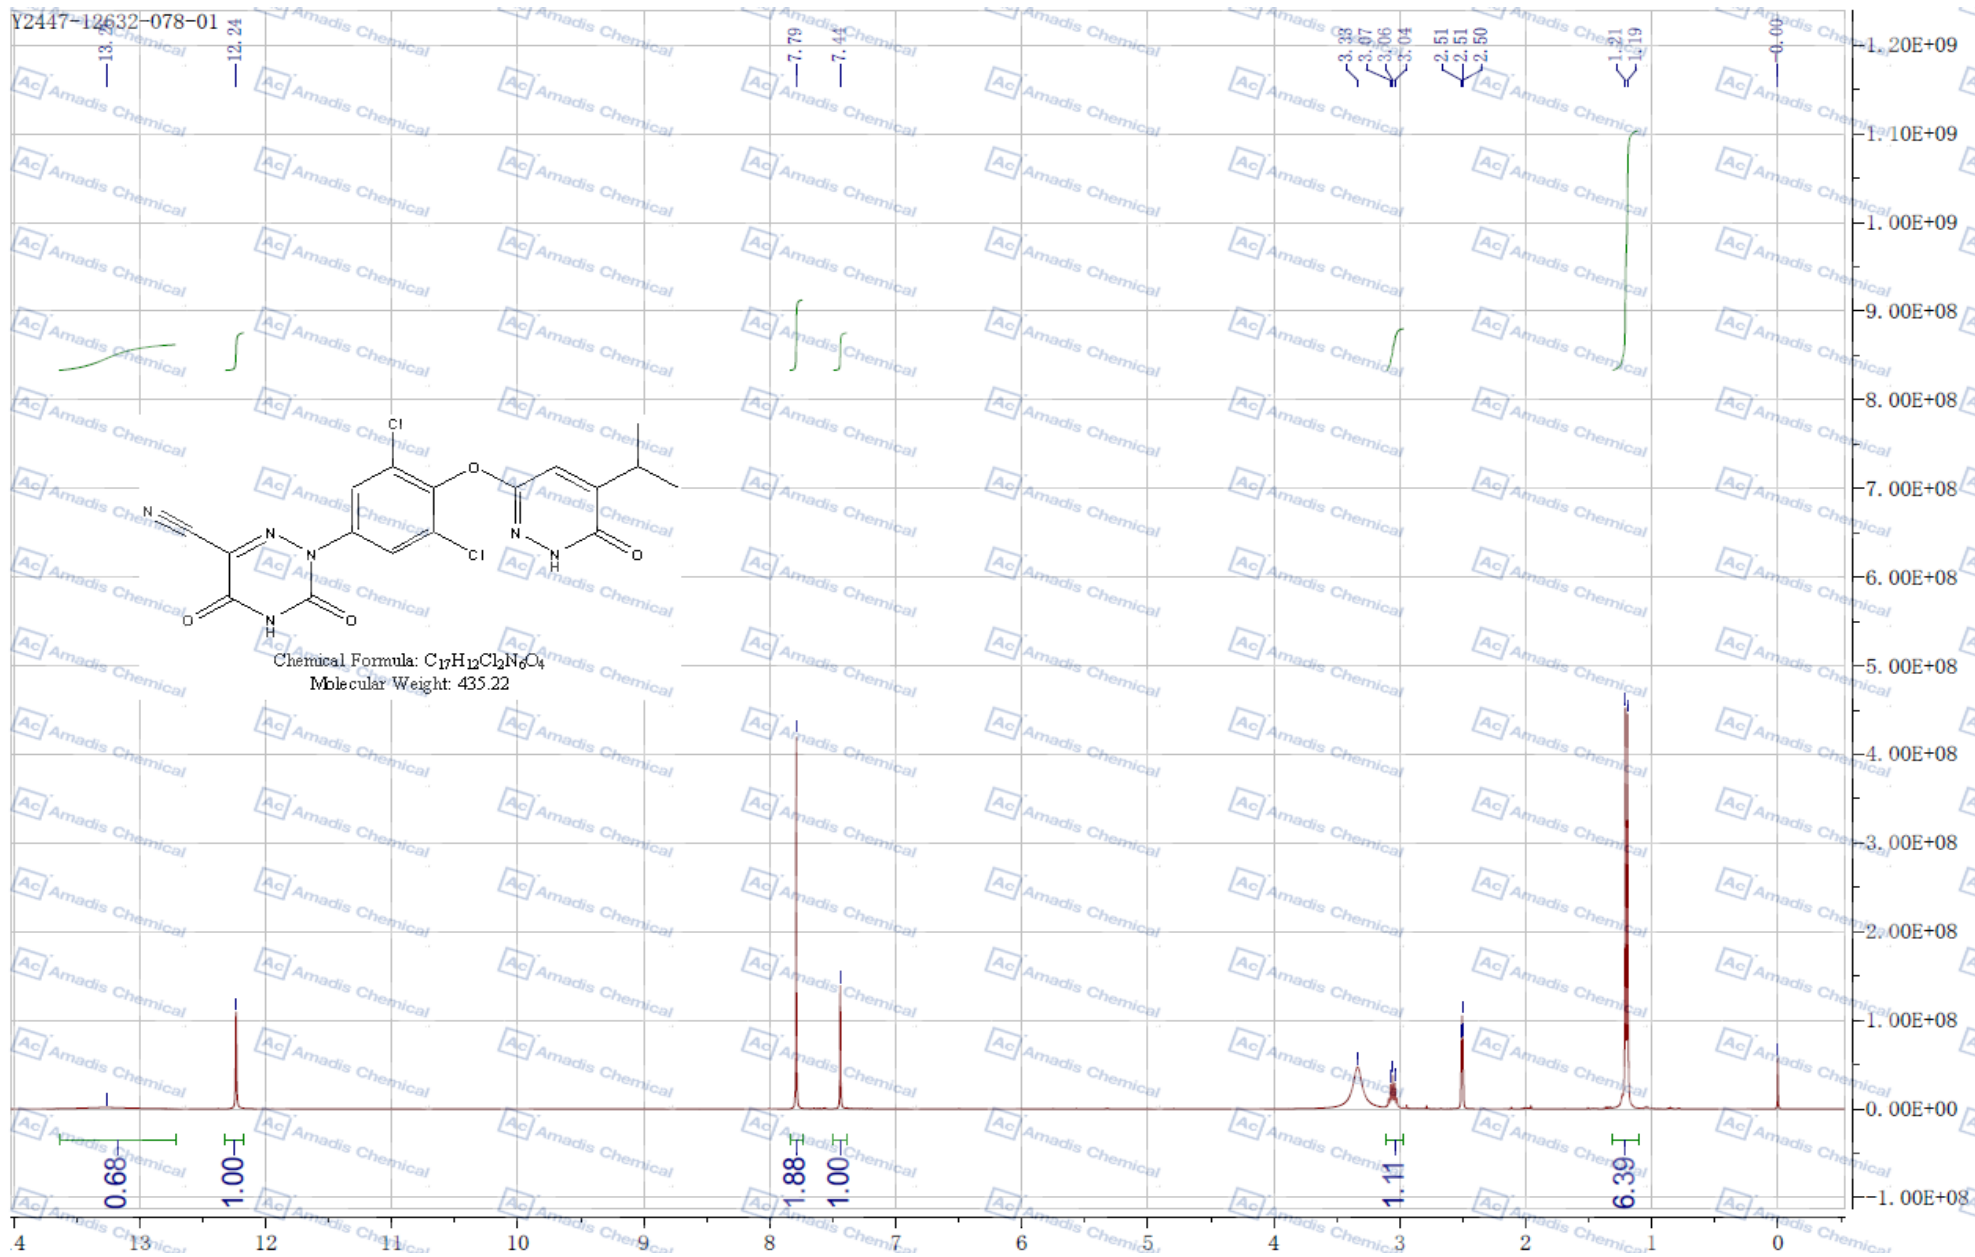 Y2447-12632-078-01
12.24
7.79
7.44
3.33
3.07
3.06
3.04
2.51
2.51
2.50
1.21
1.19
-0.00
1.20E+09
1.10E+09
1.00E+09
9.00E+08
8.00E+08
7.00E+08
6.00E+08
5.00E+08
4.00E+08
3.00E+08
2.00E+08
1.00E+08
0.00E+00
-1.00E+08
Cl
O
N
N
N
Cl
N
N
H
O
O
N
H
O
Chemical Formula: C17H12Cl2N6O4
Molecular Weight: 435.22
0.68
1.00
1.88
1.00
1.11
6.39
13
12
11
10
9
8
7
6
5
4
3
2
1
0
Ac Amadis Chemical